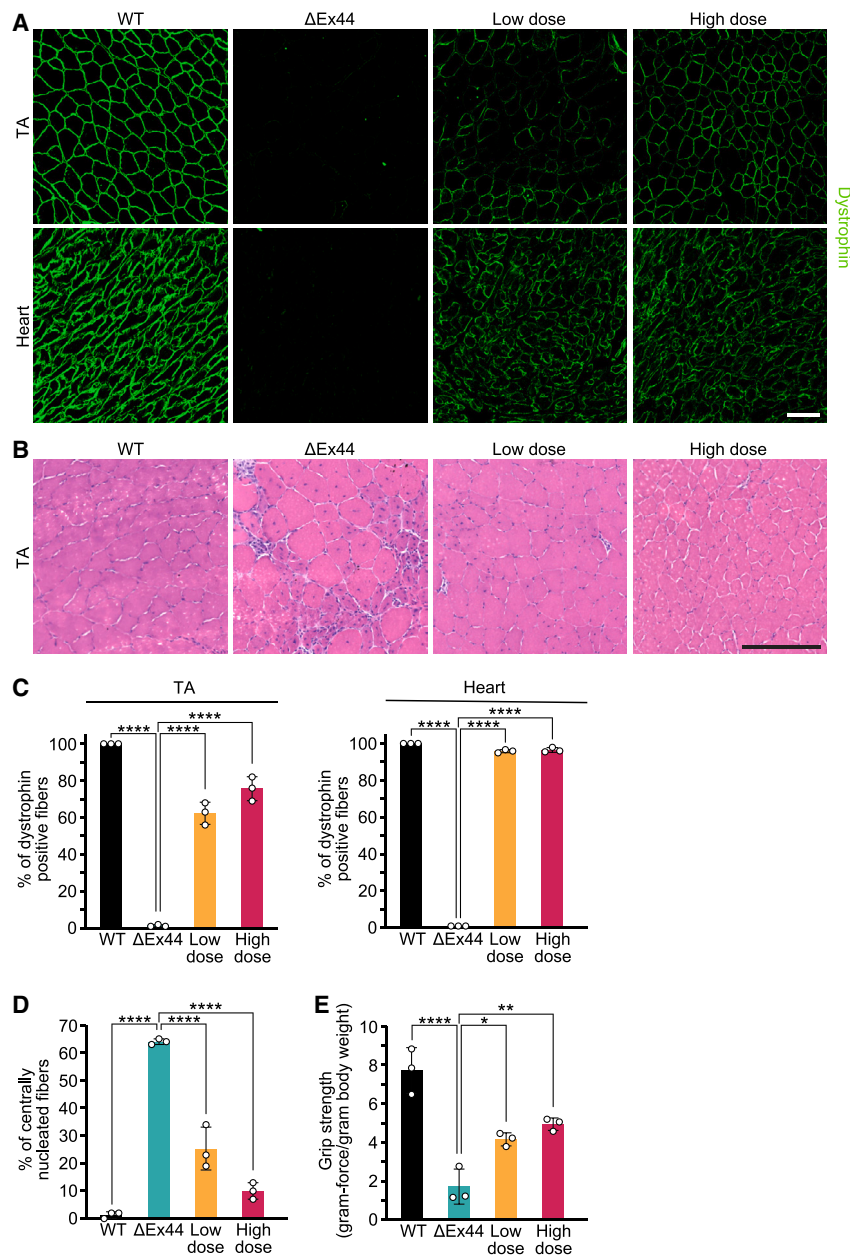 A
WT
ΔEx44
Low dose
High dose
TA
Heart
Dystrophin
B
WT
ΔEx44
Low dose
High dose
TA
C
TA
% of dystrophin
positive fibers
100
80
60
40
20
0
****
****
****
WT
ΔEx44
Low
dose
High
dose
Heart
% of dystrophin
positive fibers
100
80
60
40
20
0
****
****
****
WT
ΔEx44
Low
dose
High
dose
D
% of centrally
nucleated fibers
70
60
50
40
30
20
10
0
****
****
****
WT
ΔEx44
Low
dose
High
dose
E
Grip strength
(gram-force/gram body weight)
10
8
6
4
2
0
**
****
*
WT
ΔEx44
Low
dose
High
dose